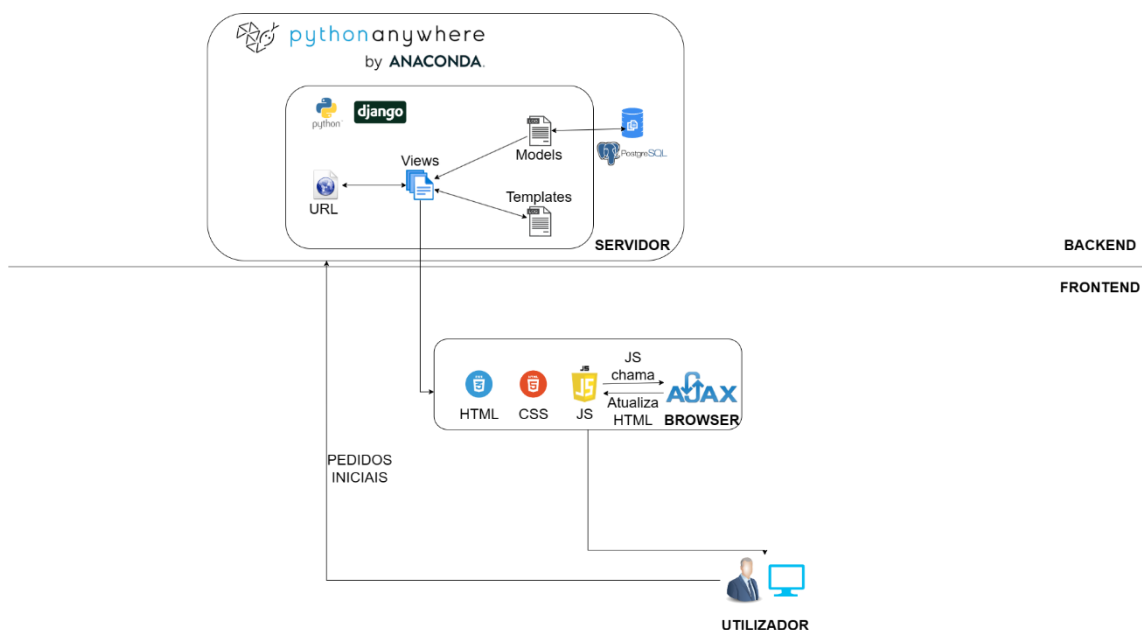 pythonanywhere
by ANACONDA.
python
django
Views
Models
PostgreSQL
URL
Templates
SERVIDOR
BACKEND
FRONTEND
JS
JS
chama
HTML
CSS
JS
Atualiza
HTML
AJAX
BROWSER
PEDIDOS
INICIAIS
UTILIZADOR